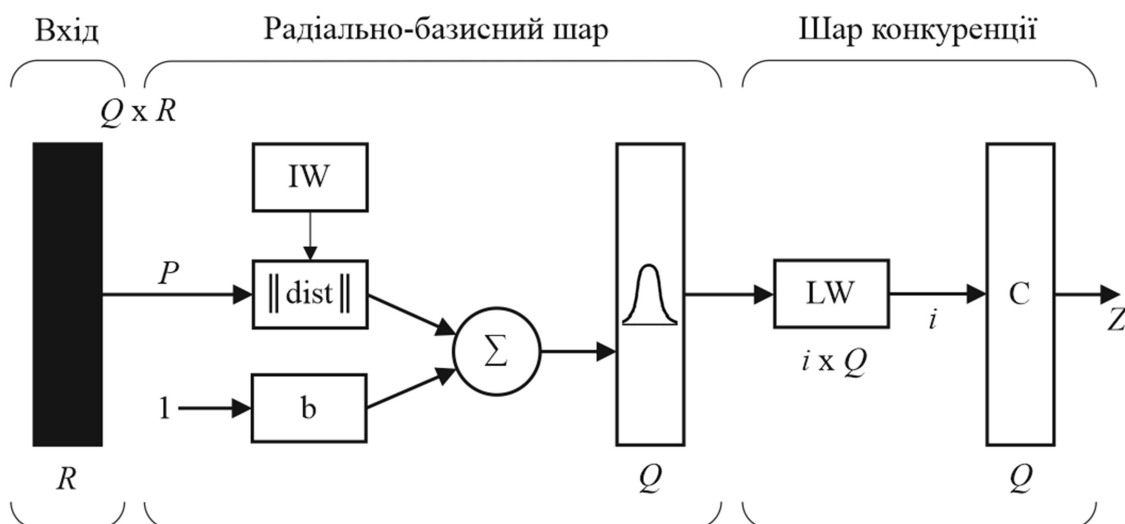 Вхід
Радіально-базисний шар
Шар конкуренції
Q x R
IW
P
||dist||
Σ
1
b
LW
i
i x Q
C
Z
R
Q
Q